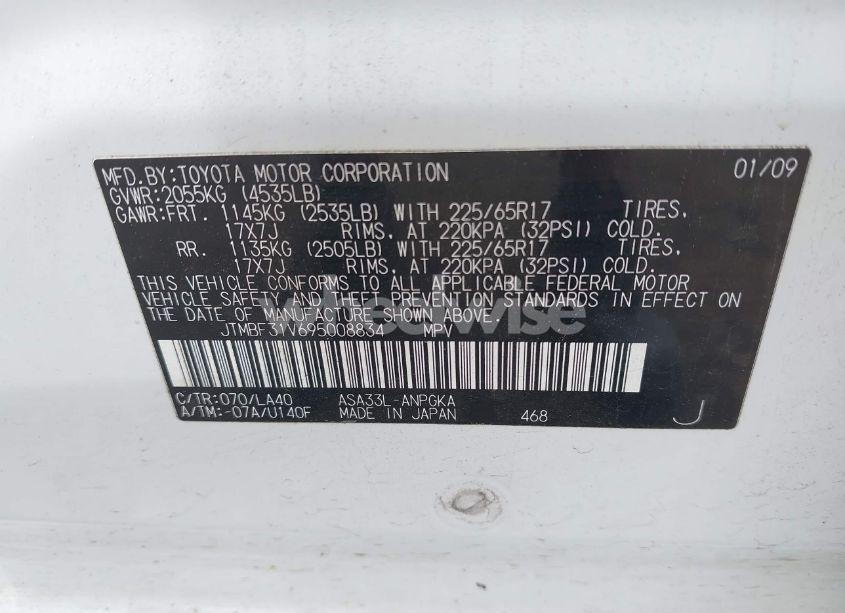 MFD.BY:TOYOTA MOTOR CORPORATION 01/09
GVWR:2055KG (4535LB)
GAWR:FRT. 1145KG (2535LB) WITH 225/65R17 TIRES,
17X7J RIMS, AT 220KPA (32PSI) COLD.
RR. 1135KG (2505LB) WITH 225/65R17 TIRES,
17X7J RIMS, AT 220KPA (32PSI) COLD.
THIS VEHICLE CONFORMS TO ALL APPLICABLE FEDERAL MOTOR
VEHICLE SAFETY AND THEFT PREVENTION STANDARDS IN EFFECT ON
THE DATE OF MANUFACTURE SHOWN ABOVE.
JTMBF31V695008834 MPV
C/TR:070/LA40 ASA33L-ANPGKA
A/TM:-07A/U140F MADE IN JAPAN 468 J